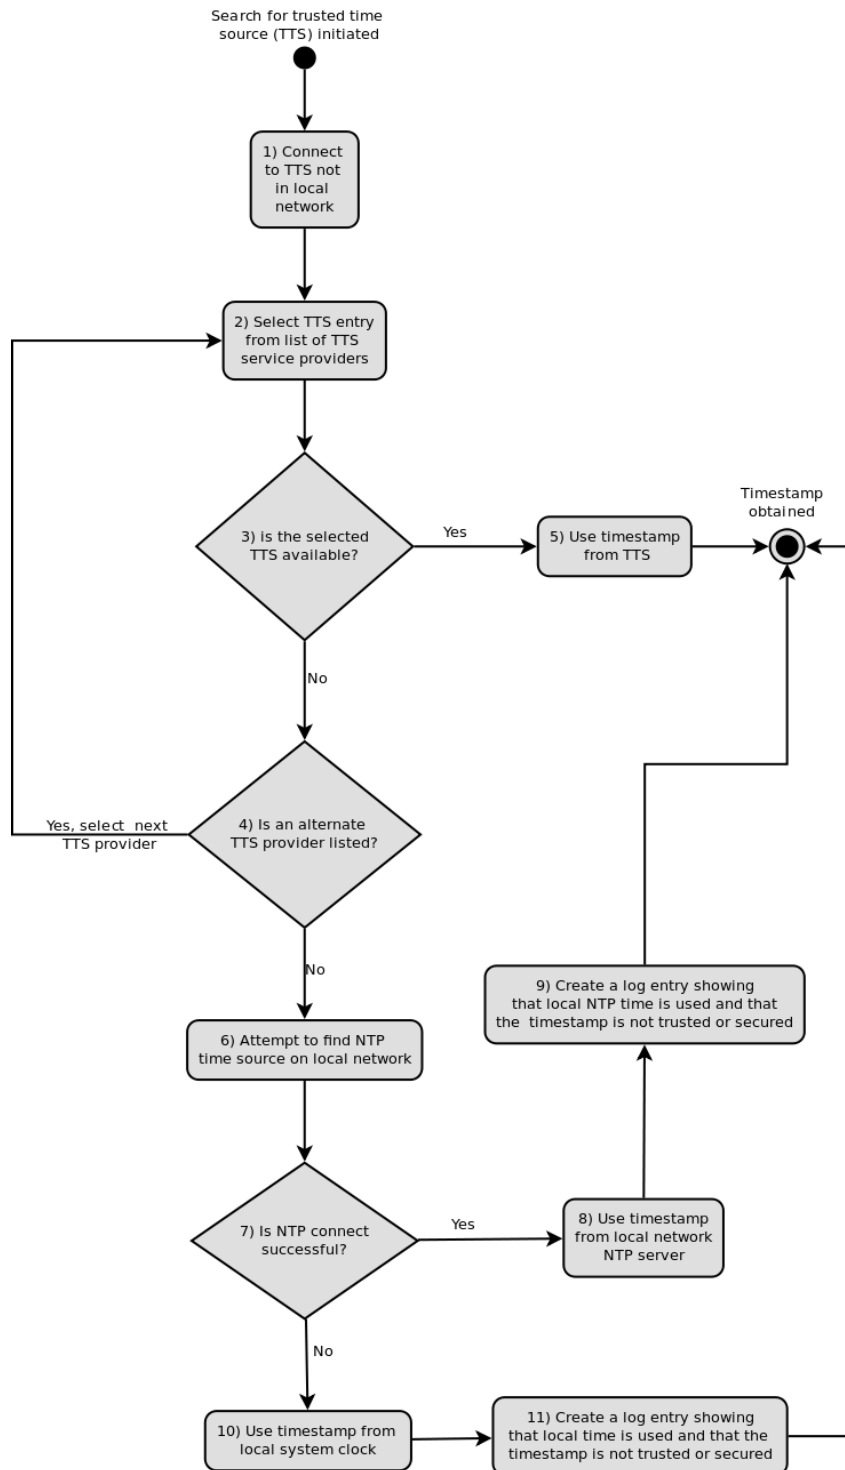 Search for trusted time
source (TTS) initiated
1) Connect
to TTS not
in local
network
2) Select TTS entry
from list of TTS
service providers
3) is the selected
TTS available?
Yes
5) Use timestamp
from TTS
Timestamp
obtained
No
4) Is an alternate
TTS provider listed?
Yes, select next
TTS provider
No
6) Attempt to find NTP
time source on local network
7) Is NTP connect
successful?
Yes
8) Use timestamp
from local network
NTP server
9) Create a log entry showing
that local NTP time is used and that
the timestamp is not trusted or secured
No
10) Use timestamp from
local system clock
11) Create a log entry showing
that local time is used and that the
timestamp is not trusted or secured